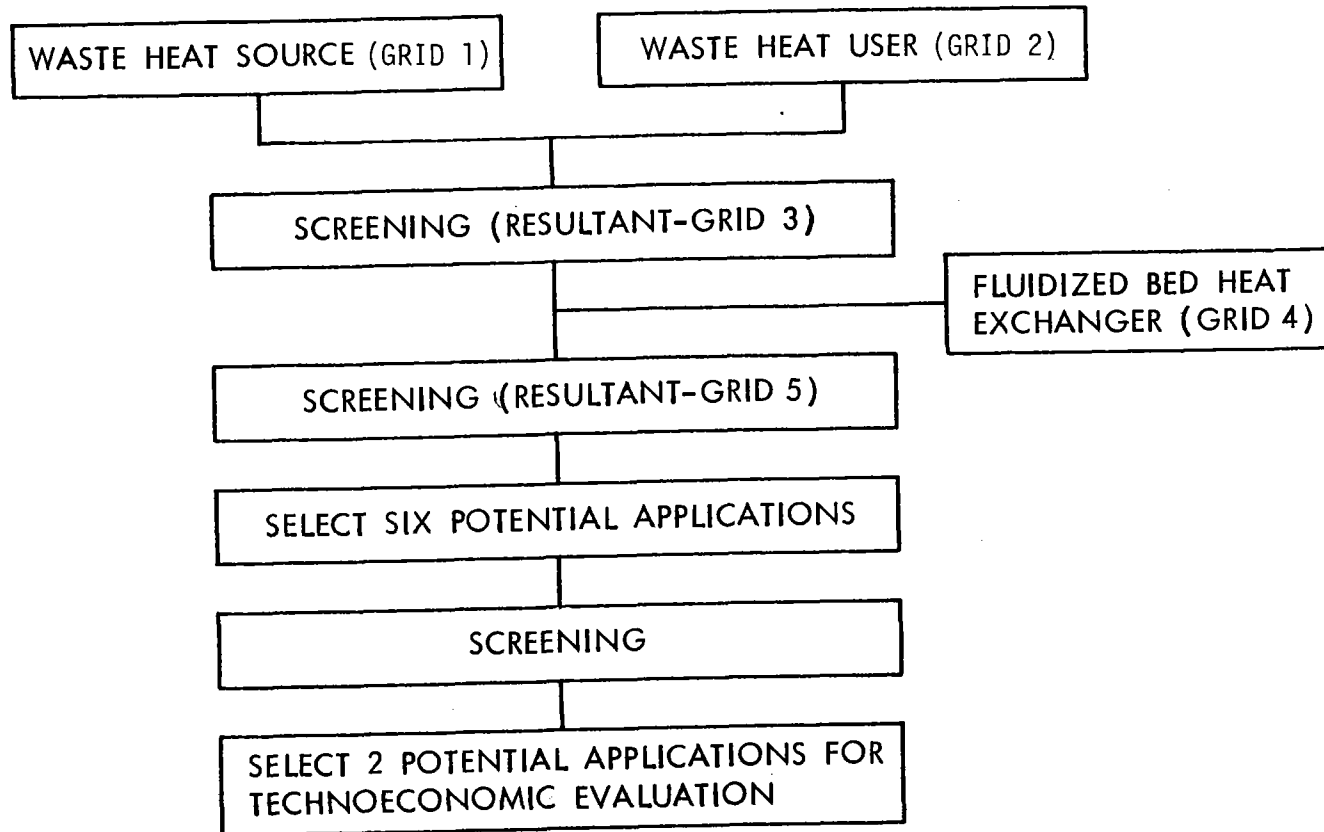 WASTE HEAT SOURCE (GRID 1)
WASTE HEAT USER (GRID 2)
SCREENING (RESULTANT-GRID 3)
FLUIDIZED BED HEAT
EXCHANGER (GRID 4)
SCREENING (RESULTANT-GRID 5)
SELECT SIX POTENTIAL APPLICATIONS
SCREENING
SELECT 2 POTENTIAL APPLICATIONS FOR
TECHNOECONOMIC EVALUATION